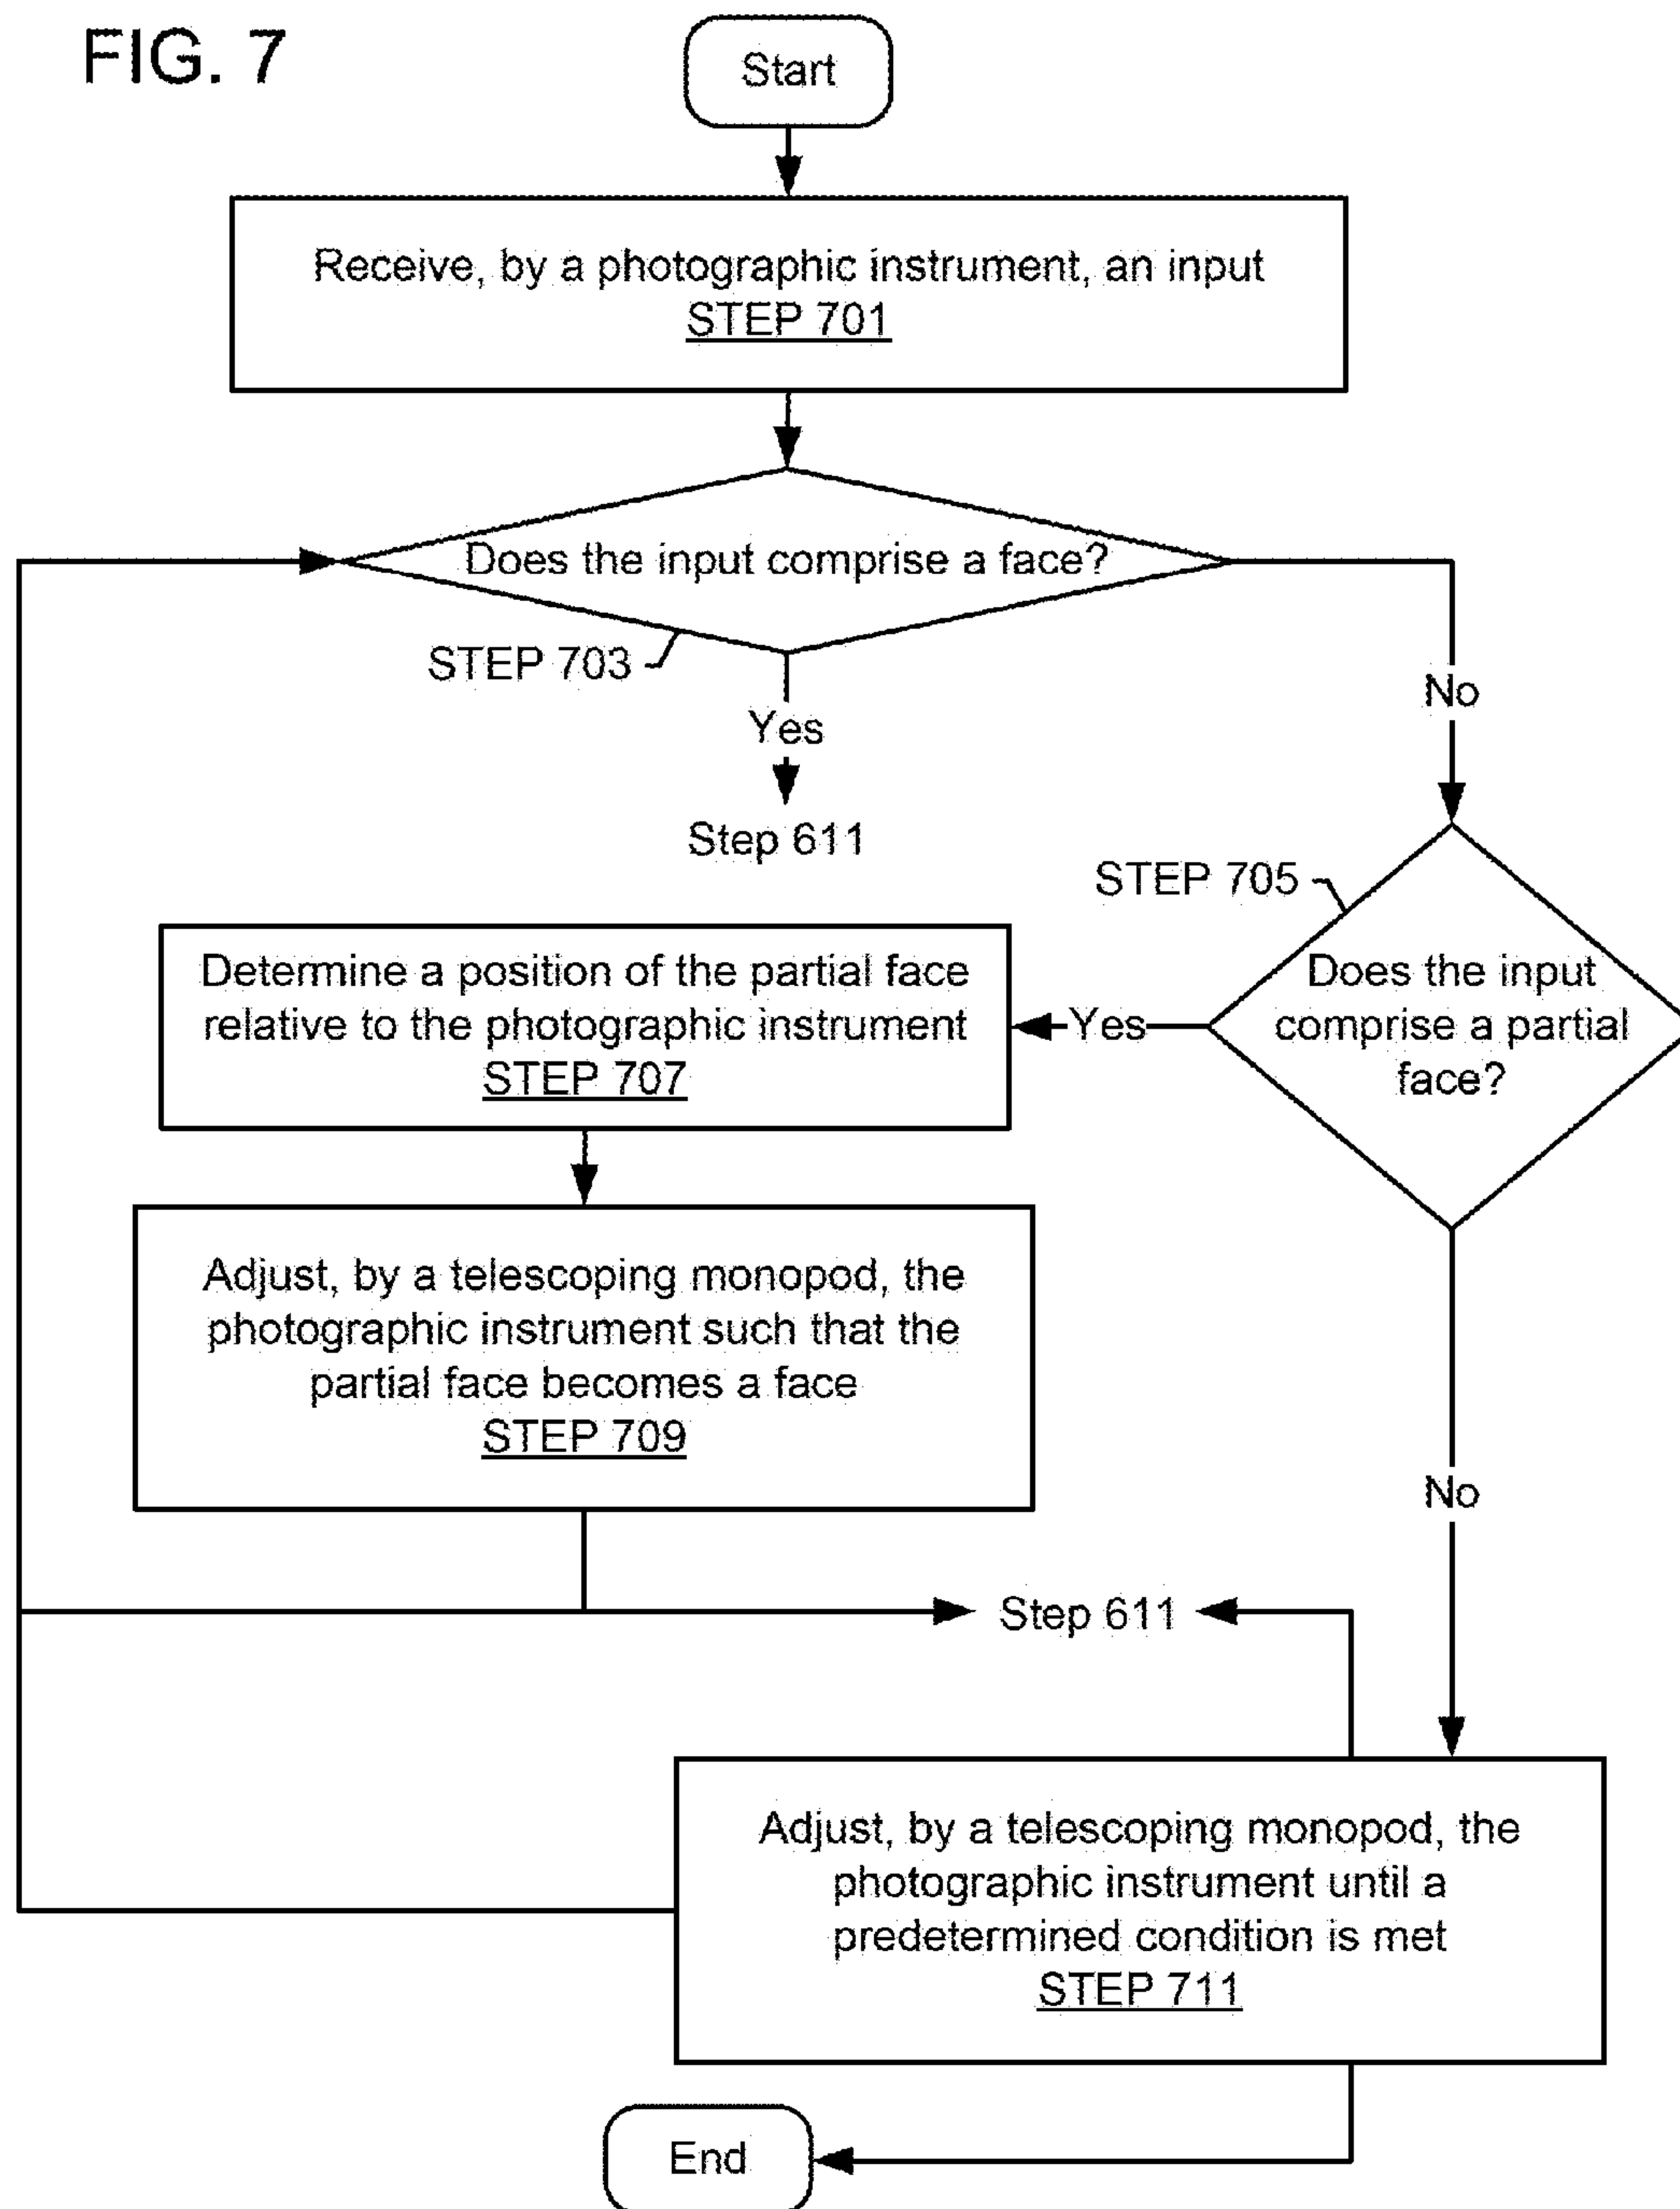 FIG. 7
Start
Receive, by a photographic instrument, an input
STEP 701
Does the input comprise a face?
STEP 703
Yes
No
Step 611
STEP 705
Does the input
comprise a partial
face?
Yes
Determine a position of the partial face
relative to the photographic instrument
STEP 707
Adjust, by a telescoping monopod, the
photographic instrument such that the
partial face becomes a face
STEP 709
No
Step 611
Adjust, by a telescoping monopod, the
photographic instrument until a
predetermined condition is met
STEP 711
End